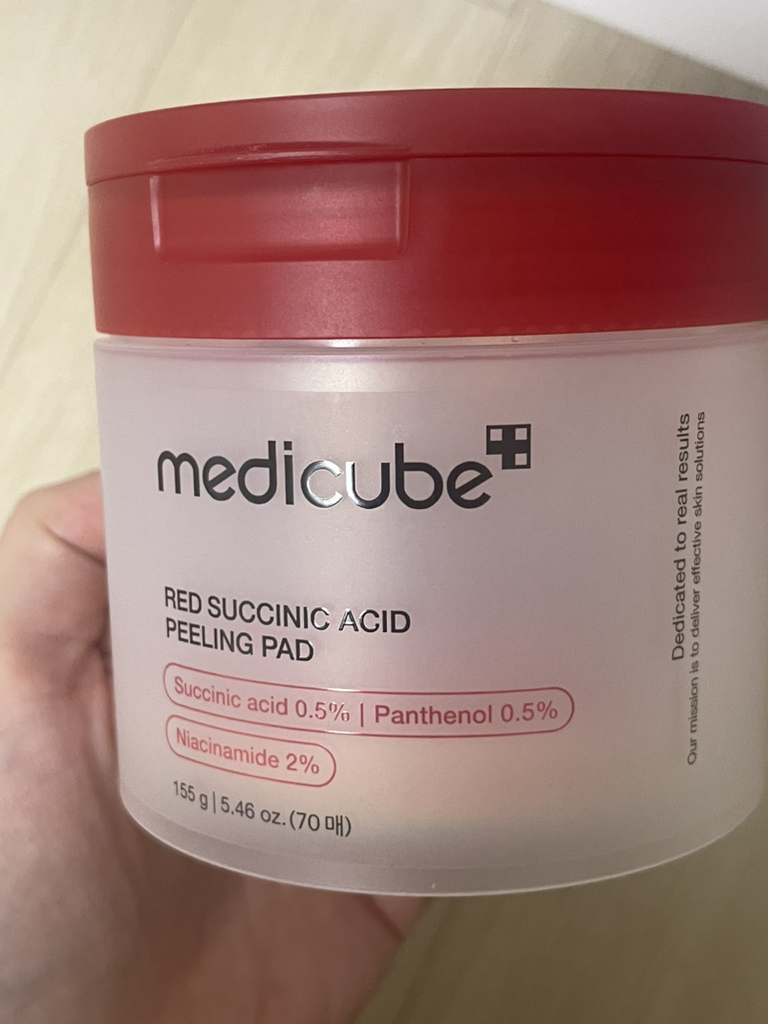 medicube
RED SUCCINIC ACID
PEELING PAD
Succinic acid 0.5% | Panthenol 0.5%
Niacinamide 2%
155 g | 5.46 oz. (70 매)
Dedicated to real results
Our mission is to deliver effective skin solutions